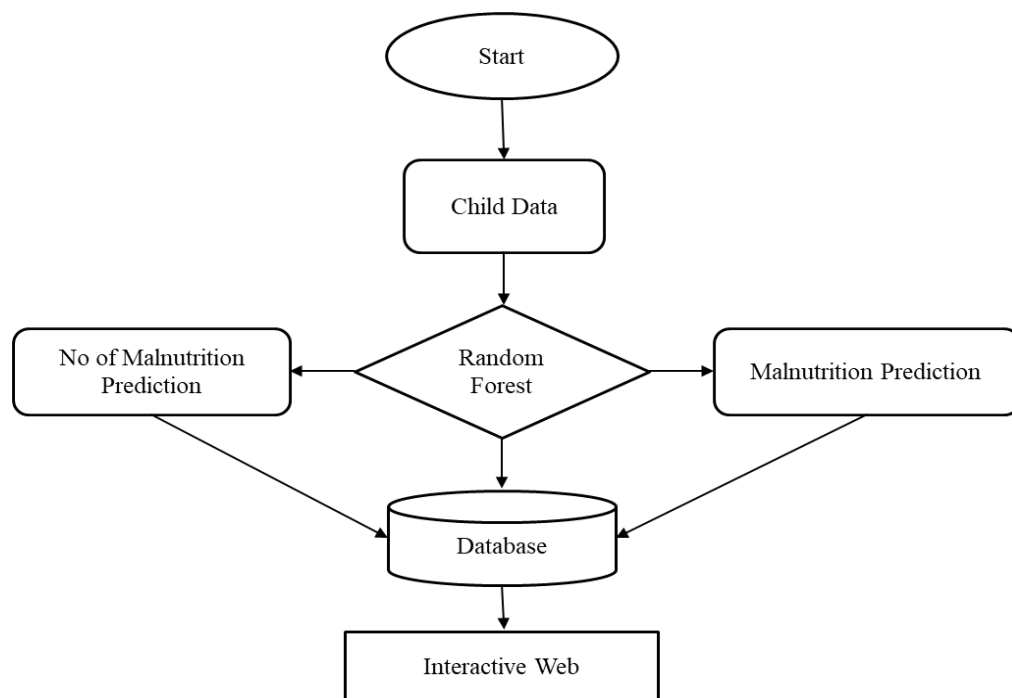 Start
Child Data
No of Malnutrition
Prediction
Random
Forest
Malnutrition Prediction
Database
Interactive Web